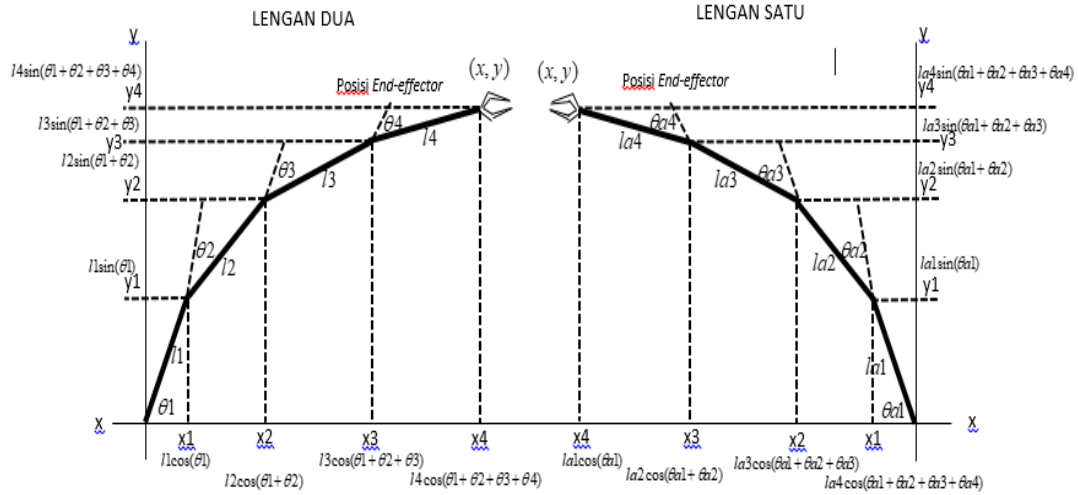 LENGAN DUA
LENGAN SATU
y
y
l4sin(θ1+θ2+θ3+θ4)
y4
l3sin(θ1+θ2+θ3)
y3
l2sin(θ1+θ2)
y2
l1sin(θ1)
y1
Posisi End-effector
(x, y)
(x, y)
Posisi End-effector
la4sin(θa1+θa2+θa3+θa4)
y4
la3sin(θa1+θa2+θa3)
y3
la2sin(θa1+θa2)
y2
la1sin(θa1)
y1
θ4
l4
θ3
l3
θ2
l2
l1
θ1
θa4
la4
θa3
la3
θa2
la2
la1
θa1
x
x
x1
x2
x3
x4
x4
x3
x2
x1
l1cos(θ1)
l2cos(θ1+θ2)
l3cos(θ1+θ2+θ3)
l4cos(θ1+θ2+θ3+θ4)
la1cos(θa1)
la2cos(θa1+θa2)
la3cos(θa1+θa2+θa3)
la4cos(θa1+θa2+θa3+θa4)